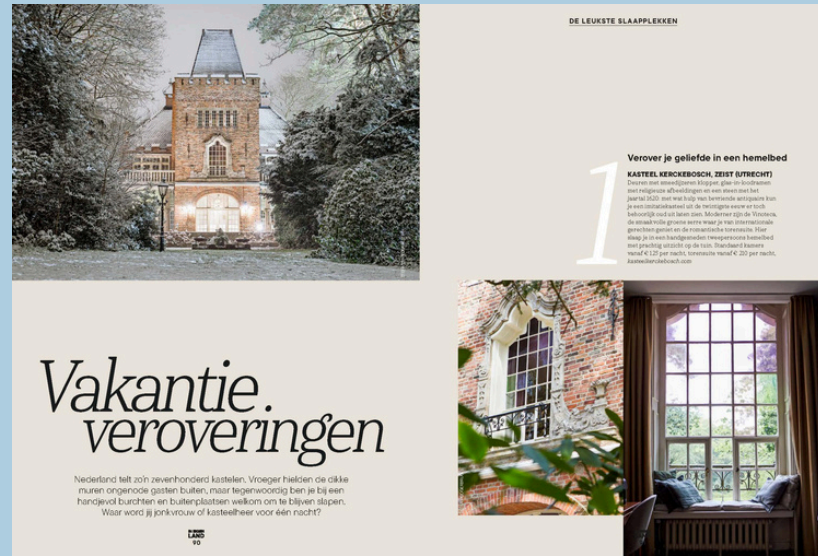 DE LEUKSTE SLAAPPLEKKEN
1
Verover je geliefde in een hemelbed
KASTEEL KERCKEBOSCH, ZEIST (UTRECHT)
Deuren met smeedijzeren klopper, glas-in-loodramen
met religieuze afbeeldingen en een steen met het
jaartal 1620: met wat hulp van bevriende antiquairs kun
je een imitatiekasteel uit de twintigste eeuw er toch
behoorlijk oud uit laten zien. Moderner zijn de Vinoteca,
de smaakvolle groene serre waar je van internationale
gerechten geniet en de romantische torensuite. Hier
slaap je in een handgesneden tweepersoons hemelbed
met prachtig uitzicht op de tuin. Standaard kamers
vanaf € 125 per nacht, torensuite vanaf € 210 per nacht,
kasteelkerckebosch.com
Vakantie.
veroveringen
Nederland telt zo'n zevenhonderd kastelen. Vroeger hielden de dikke
muren ongenode gasten buiten, maar tegenwoordig ben je bij een
handjevol burchten en buitenplaatsen welkom om te blijven slapen.
Waar word jij jonkvrouw of kasteelheer voor één nacht?
LAND
90